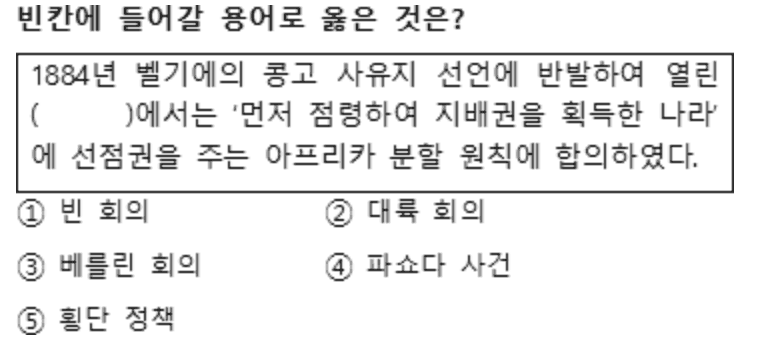 빈칸에 들어갈 용어로 옳은 것은?
1884년 벨기에의 콩고 사유지 선언에 반발하여 열린
(        )에서는 ‘먼저 점령하여 지배권을 획득한 나라’
에 선점권을 주는 아프리카 분할 원칙에 합의하였다.
① 빈 회의 ② 대륙 회의
③ 베를린 회의 ④ 파쇼다 사건
⑤ 횡단 정책